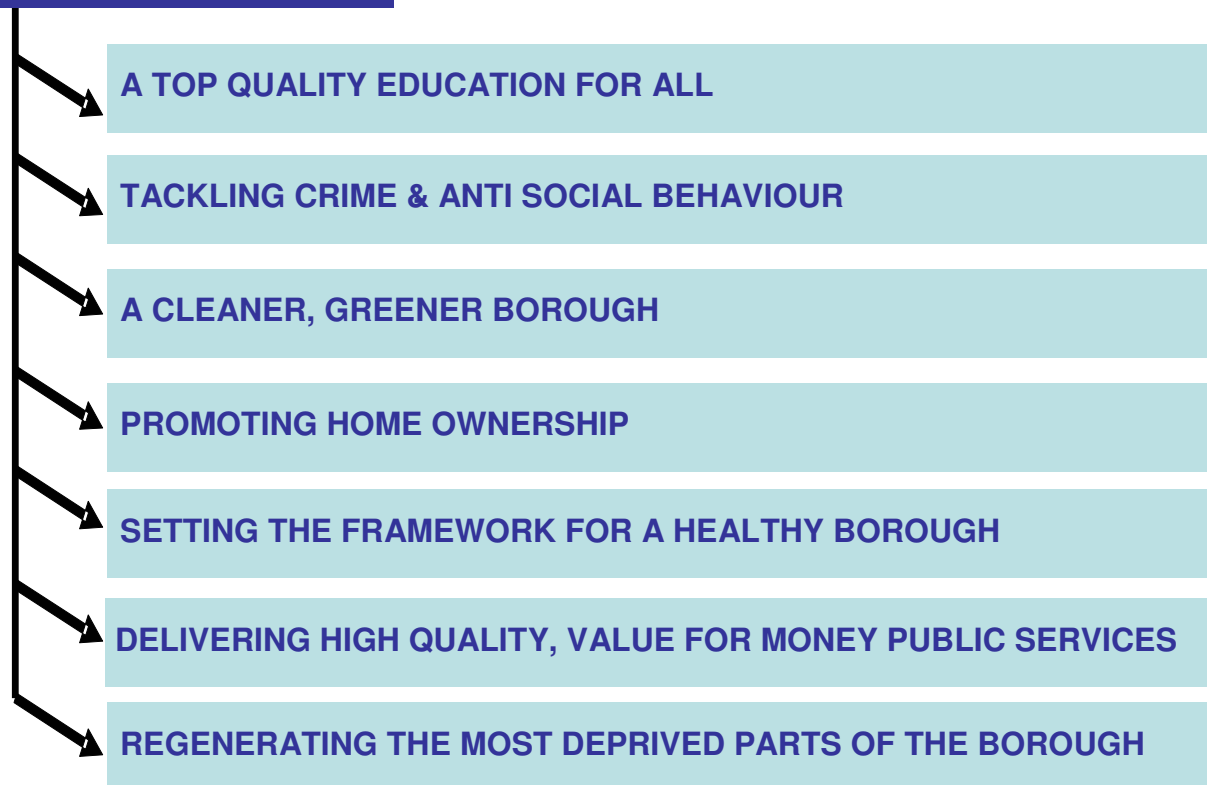 A TOP QUALITY EDUCATION FOR ALL
TACKLING CRIME & ANTI SOCIAL BEHAVIOUR
A CLEANER, GREENER BOROUGH
PROMOTING HOME OWNERSHIP
SETTING THE FRAMEWORK FOR A HEALTHY BOROUGH
DELIVERING HIGH QUALITY, VALUE FOR MONEY PUBLIC SERVICES
REGENERATING THE MOST DEPRIVED PARTS OF THE BOROUGH